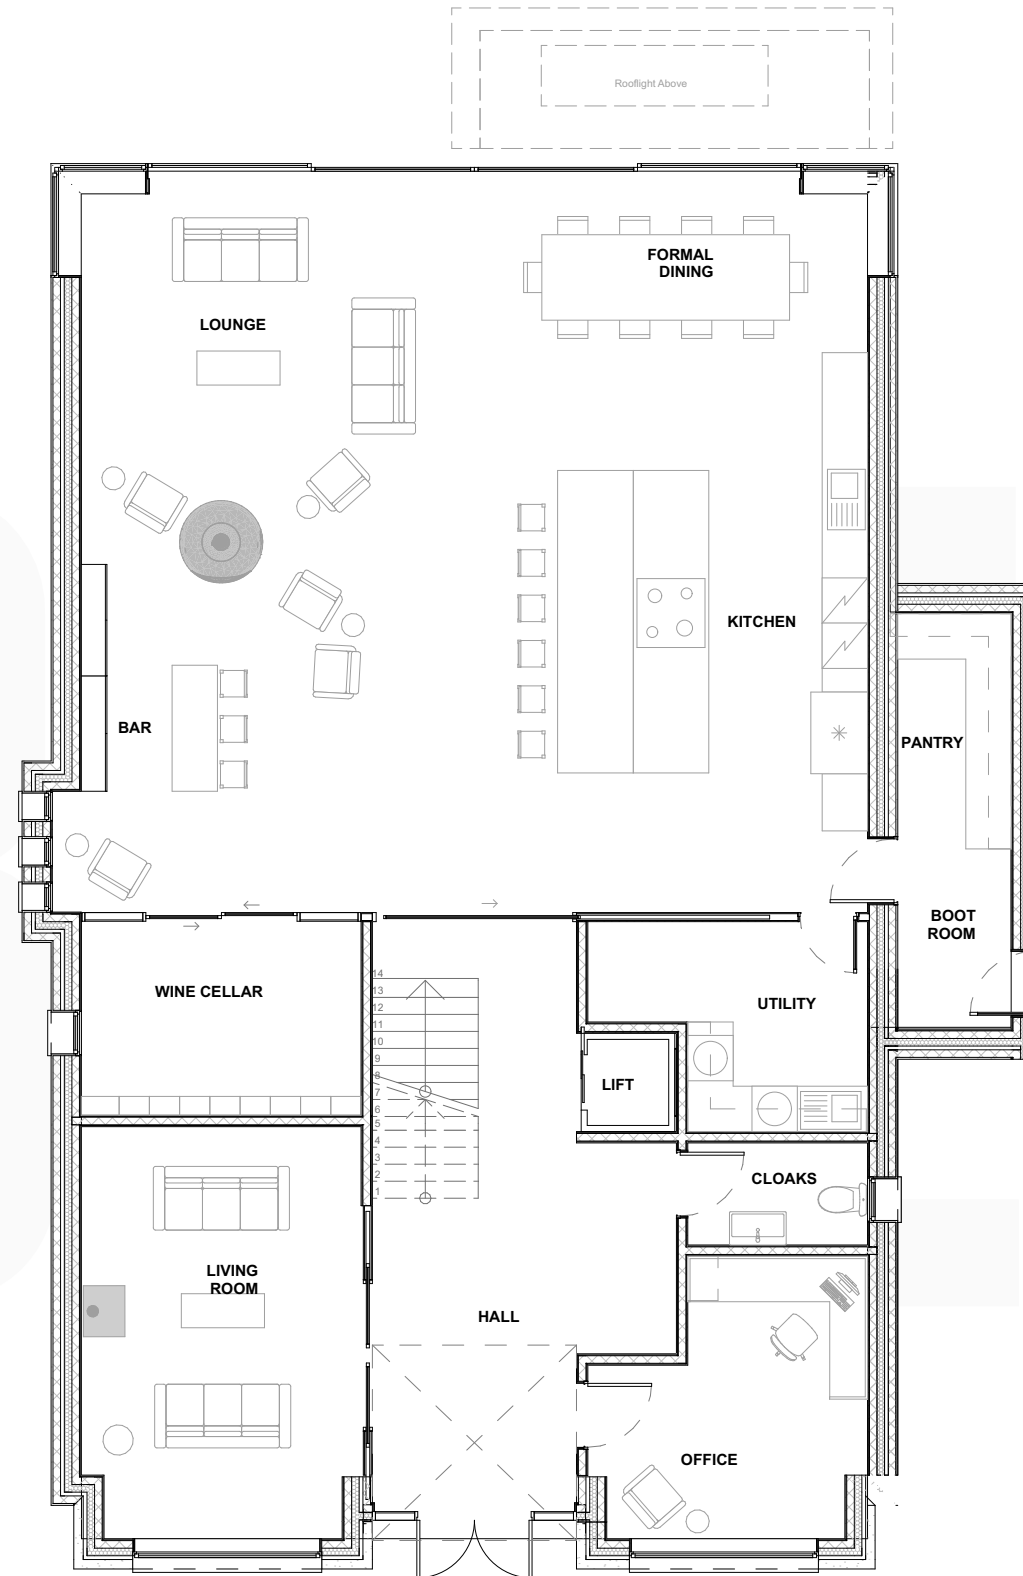 Rooflight Above
FORMAL
DINING
LOUNGE
KITCHEN
BAR
PANTRY
BOOT
ROOM
WINE CELLAR
UTILITY
14
13
12
11
10
9
8
7
6
5
4
3
2
1
LIFT
CLOAKS
LIVING
ROOM
HALL
OFFICE